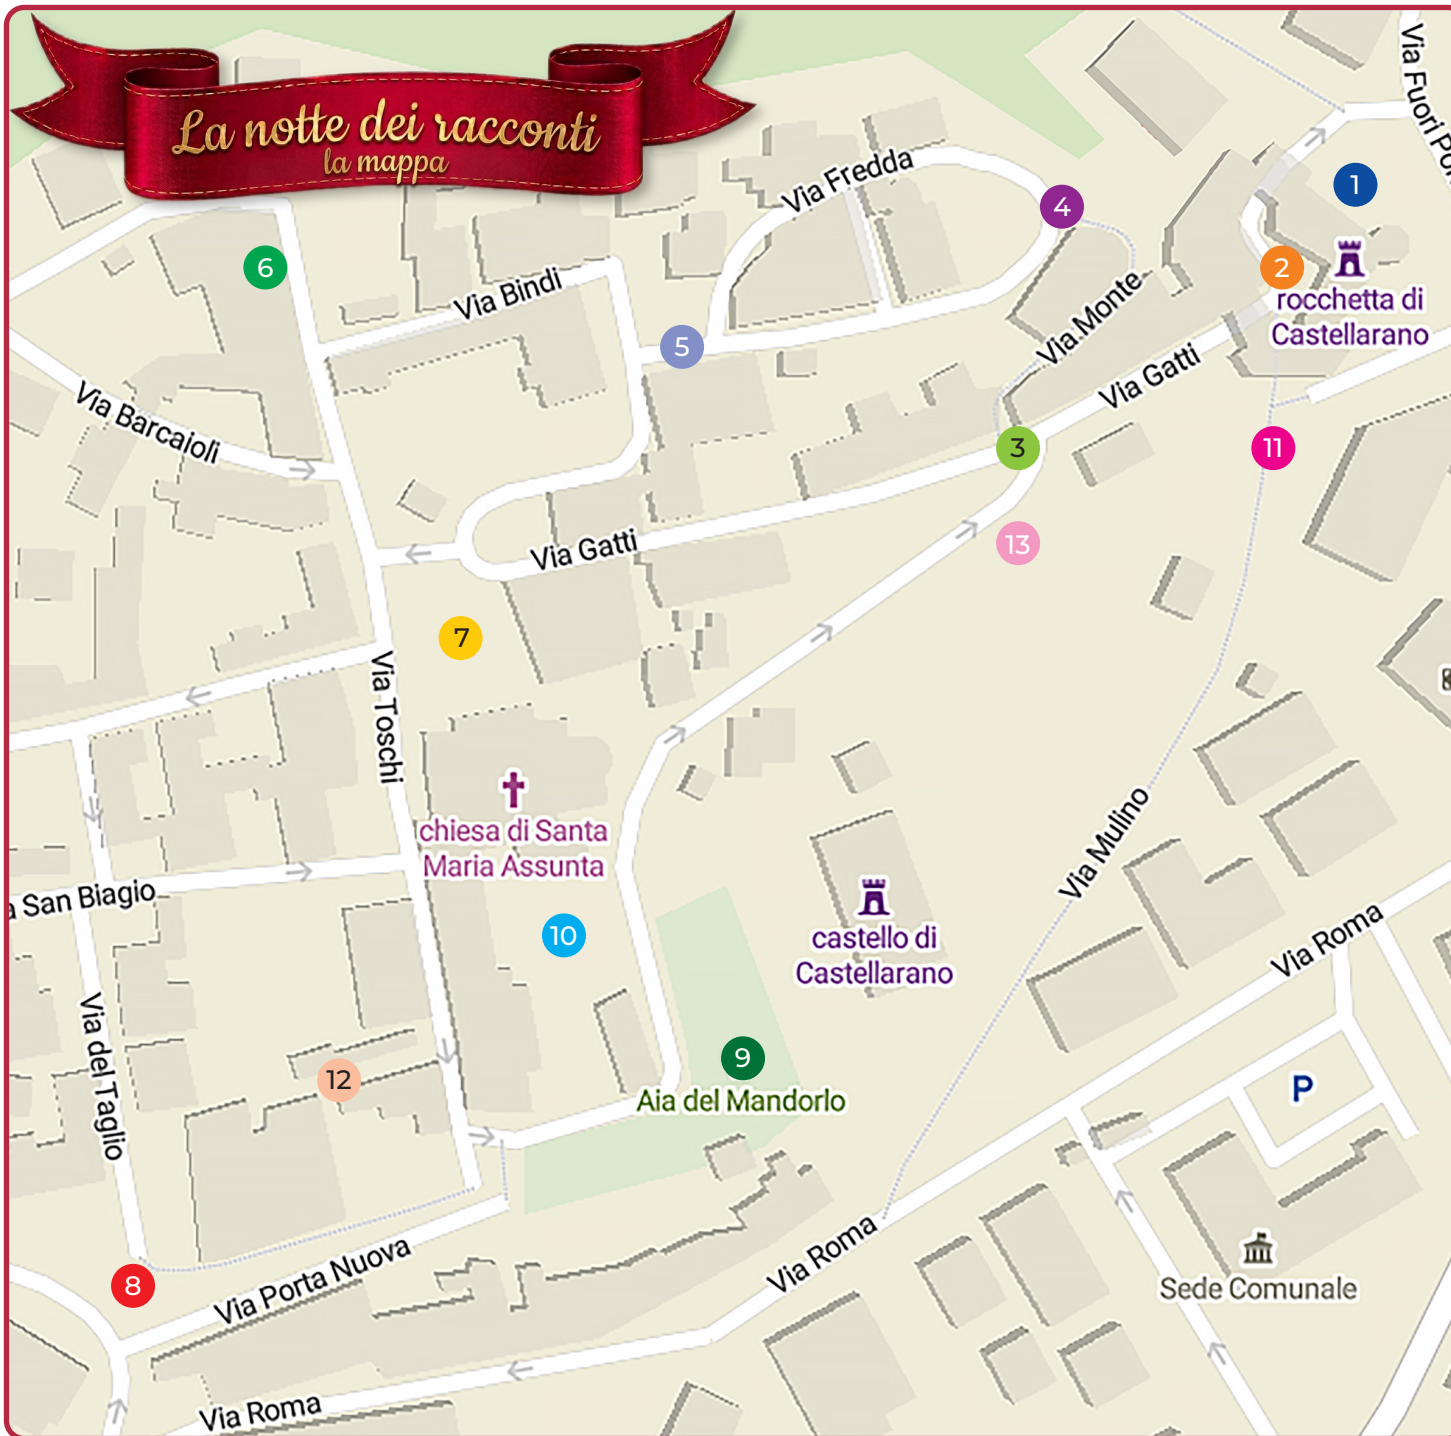 La notte dei racconti
la mappa
Via Fuori Po
1
Via Fredda
4
6
2
Via Bindi
Via Monte
rocchetta di
Castellarano
5
Via Gatti
Via Barcaioli
3
11
Via Gatti
13
7
Via Toschi
chiesa di Santa
Maria Assunta
Via Mulino
a San Biagio
10
castello di
Castellarano
Via Roma
Via del Taglio
9
12
Aia del Mandorlo
P
Via Porta Nuova
8
Via Roma
Sede Comunale
Via Roma